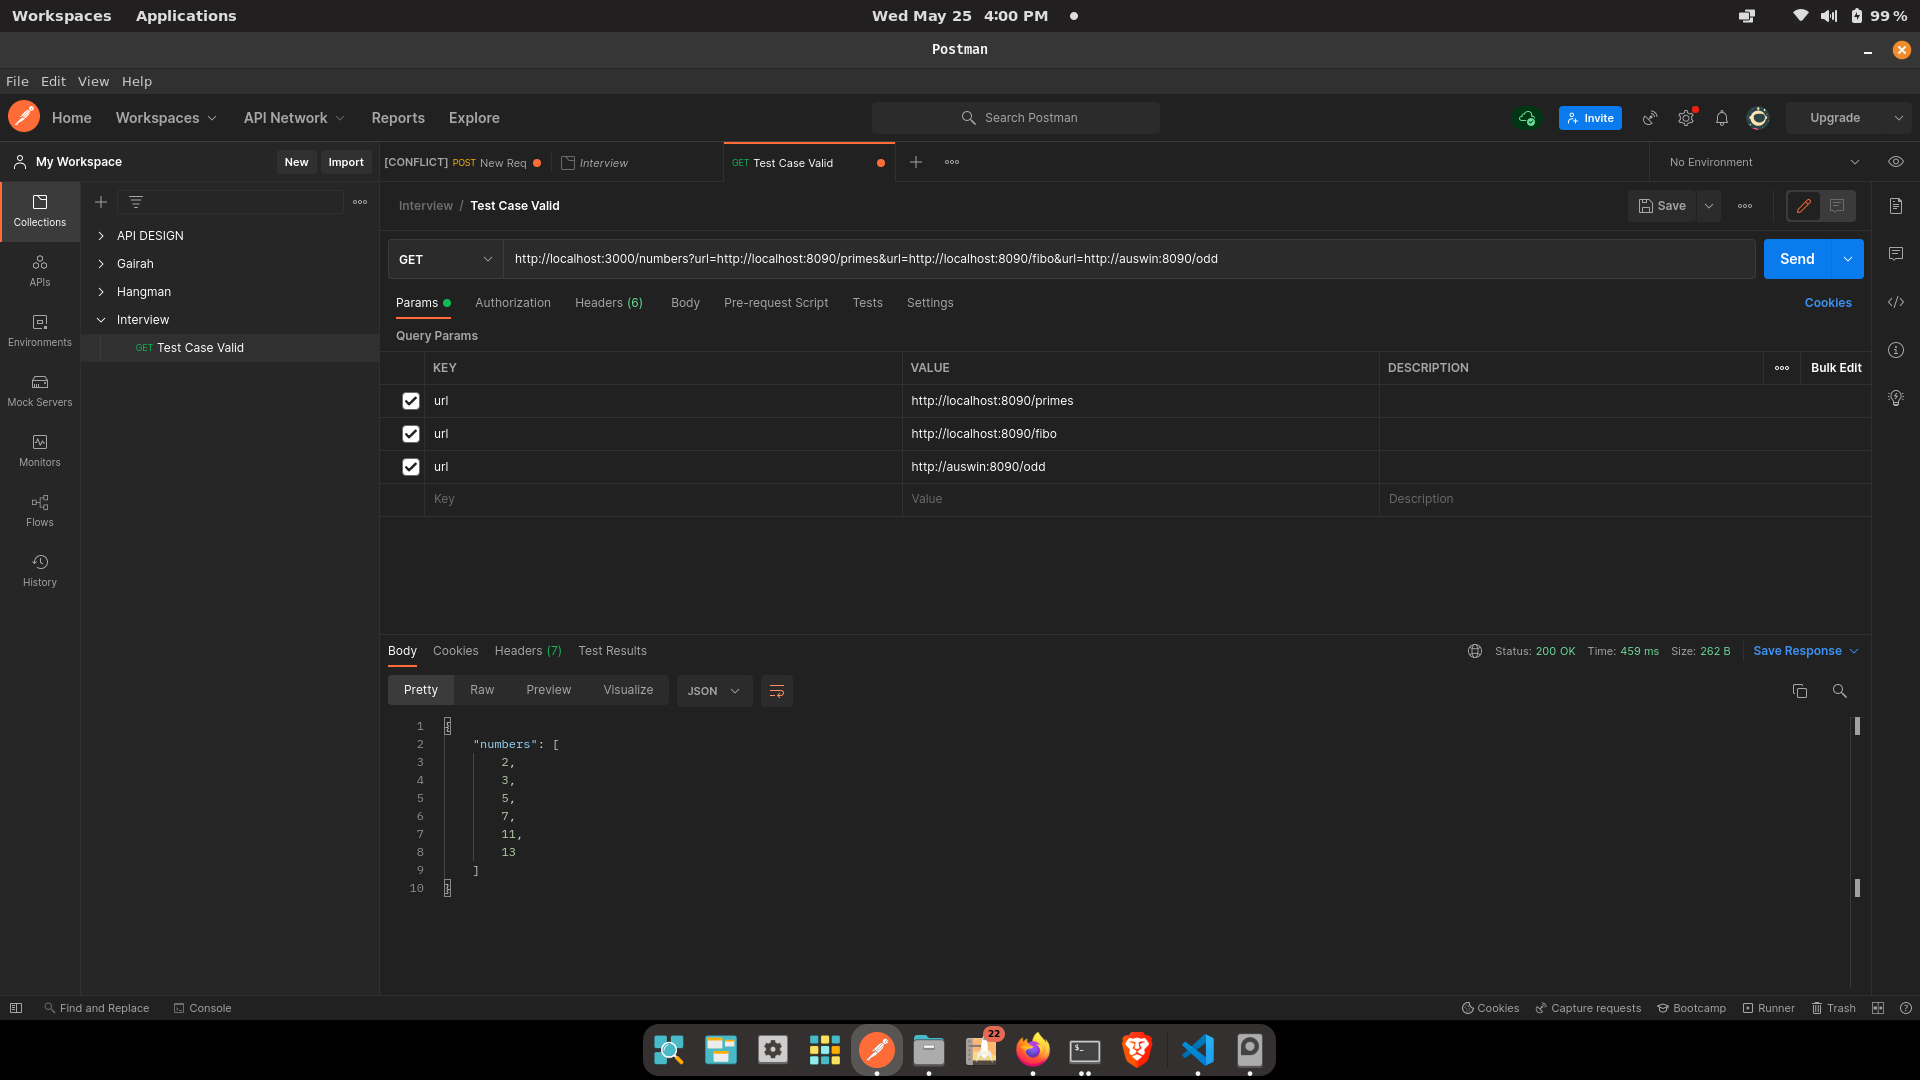 Workspaces Applications Wed May 25 4:00 PM 99 %
Postman
File Edit View Help
Home Workspaces API Network Reports Explore Search Postman Invite Upgrade
My Workspace New Import [CONFLICT] POST New Req Interview GET Test Case Valid No Environment
Collections
APIs
Environments
Mock Servers
Monitors
Flows
History
API DESIGN
Gairah
Hangman
Interview
GET Test Case Valid
Interview / Test Case Valid Save
GET http://localhost:3000/numbers?url=http://localhost:8090/primes&url=http://localhost:8090/fibo&url=http://auswin:8090/odd Send
Params Authorization Headers (6) Body Pre-request Script Tests Settings Cookies
Query Params
KEY VALUE DESCRIPTION Bulk Edit
url http://localhost:8090/primes
url http://localhost:8090/fibo
url http://auswin:8090/odd
Key Value Description
Body Cookies Headers (7) Test Results Status: 200 OK Time: 459 ms Size: 262 B Save Response
Pretty Raw Preview Visualize JSON
1 {
2 "numbers": [
3 2,
4 3,
5 5,
6 7,
7 11,
8 13
9 ]
10 }
Find and Replace Console Cookies Capture requests Bootcamp Runner Trash
22